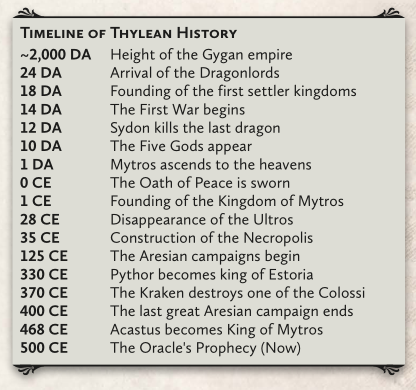 Timeline of Thylean History
~2,000 DA Height of the Gygan empire
24 DA Arrival of the Dragonlords
18 DA Founding of the first settler kingdoms
14 DA The First War begins
12 DA Sydon kills the last dragon
10 DA The Five Gods appear
1 DA Mytros ascends to the heavens
0 CE The Oath of Peace is sworn
1 CE Founding of the Kingdom of Mytros
28 CE Disappearance of the Ultros
35 CE Construction of the Necropolis
125 CE The Aresian campaigns begin
330 CE Pythor becomes king of Estoria
370 CE The Kraken destroys one of the Colossi
400 CE The last great Aresian campaign ends
468 CE Acastus becomes King of Mytros
500 CE The Oracle's Prophecy (Now)